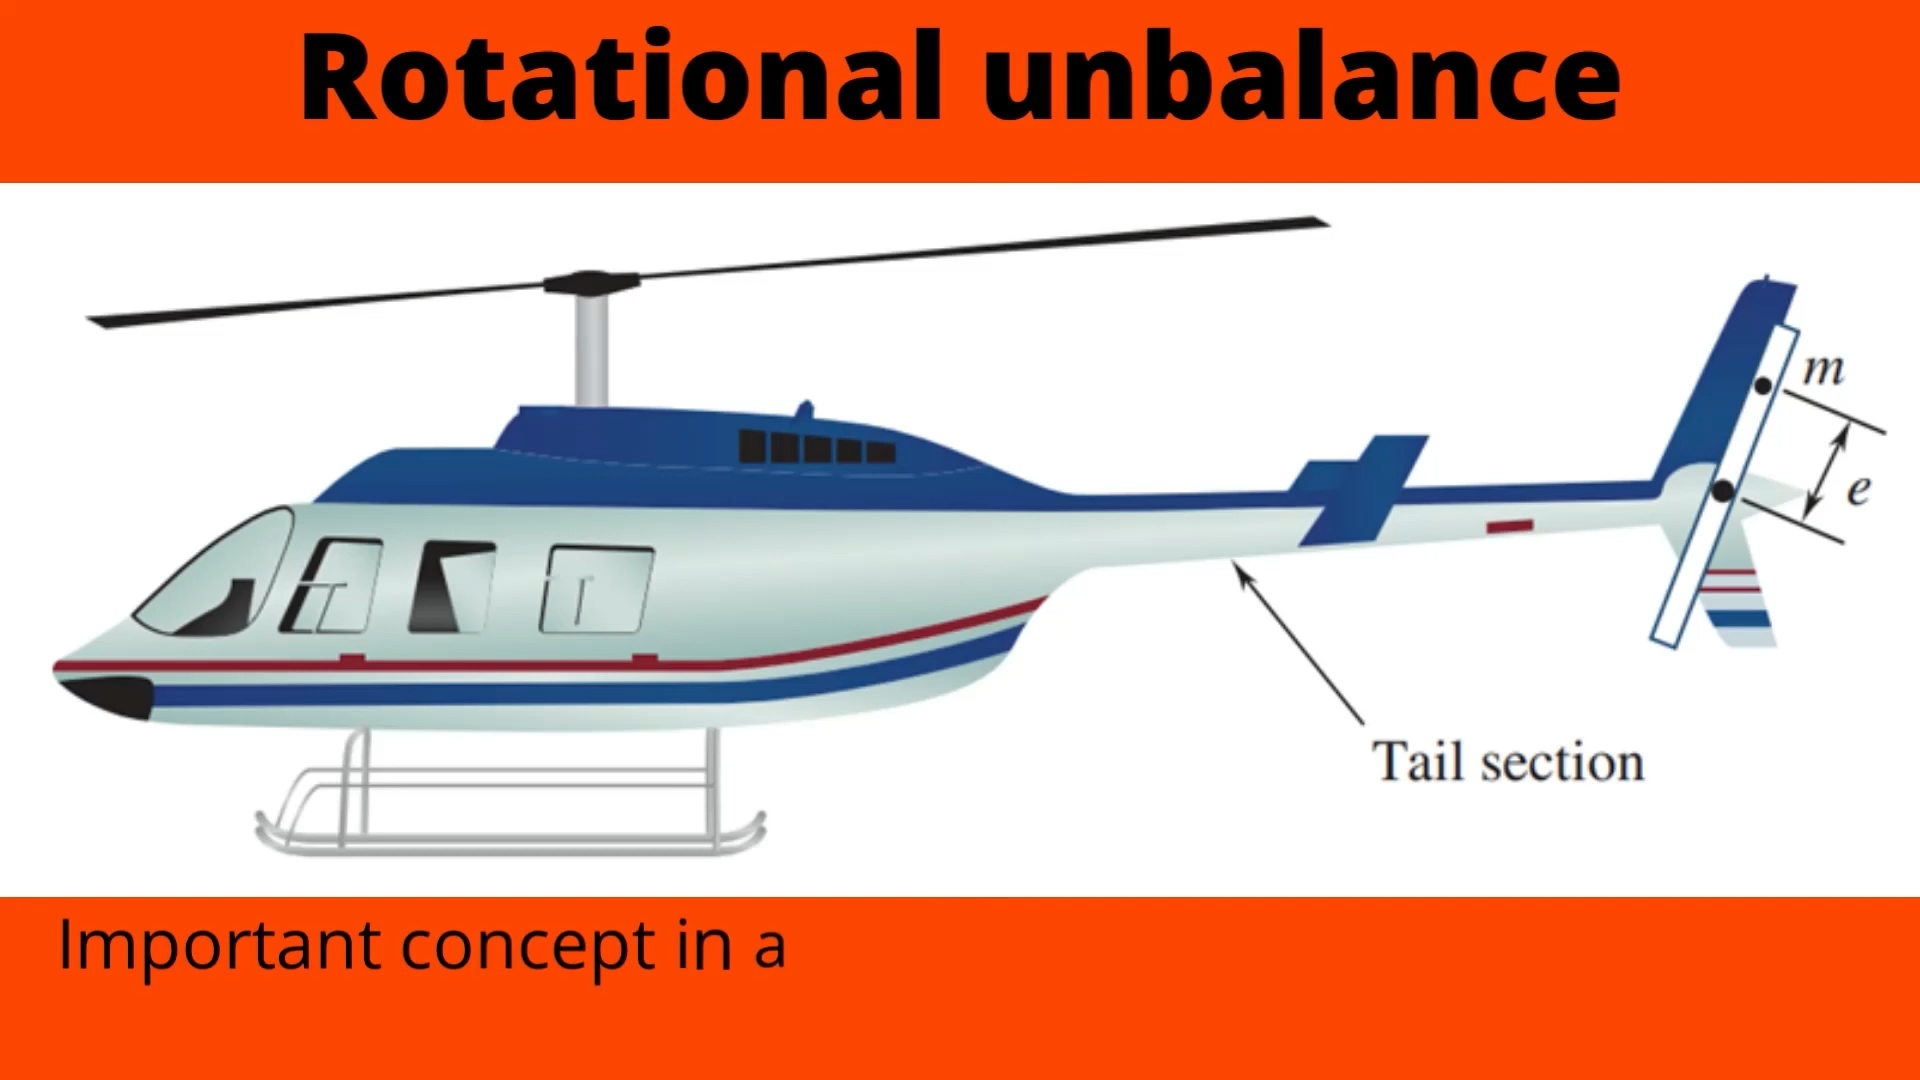 Rotational unbalance
m
e
Tail section
Important concept in a